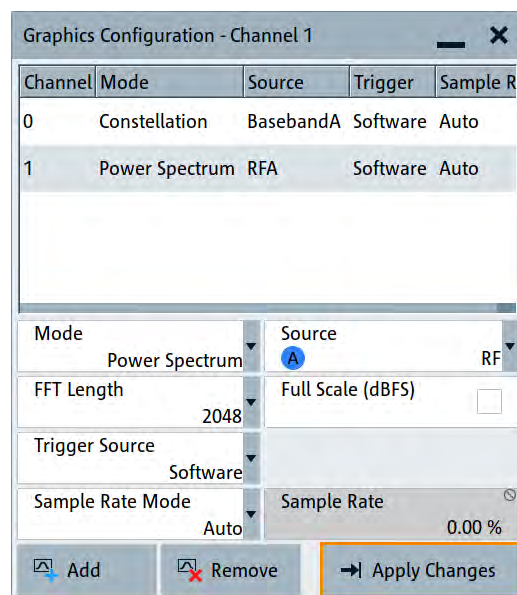 Graphics Configuration - Channel 1
Channel Mode Source Trigger Sample R
0 Constellation BasebandA Software Auto
1 Power Spectrum RFA Software Auto
Mode Source
Power Spectrum A RF
FFT Length Full Scale (dBFS)
2048
Trigger Source
Software
Sample Rate Mode Sample Rate
Auto 0.00 %
Add Remove Apply Changes